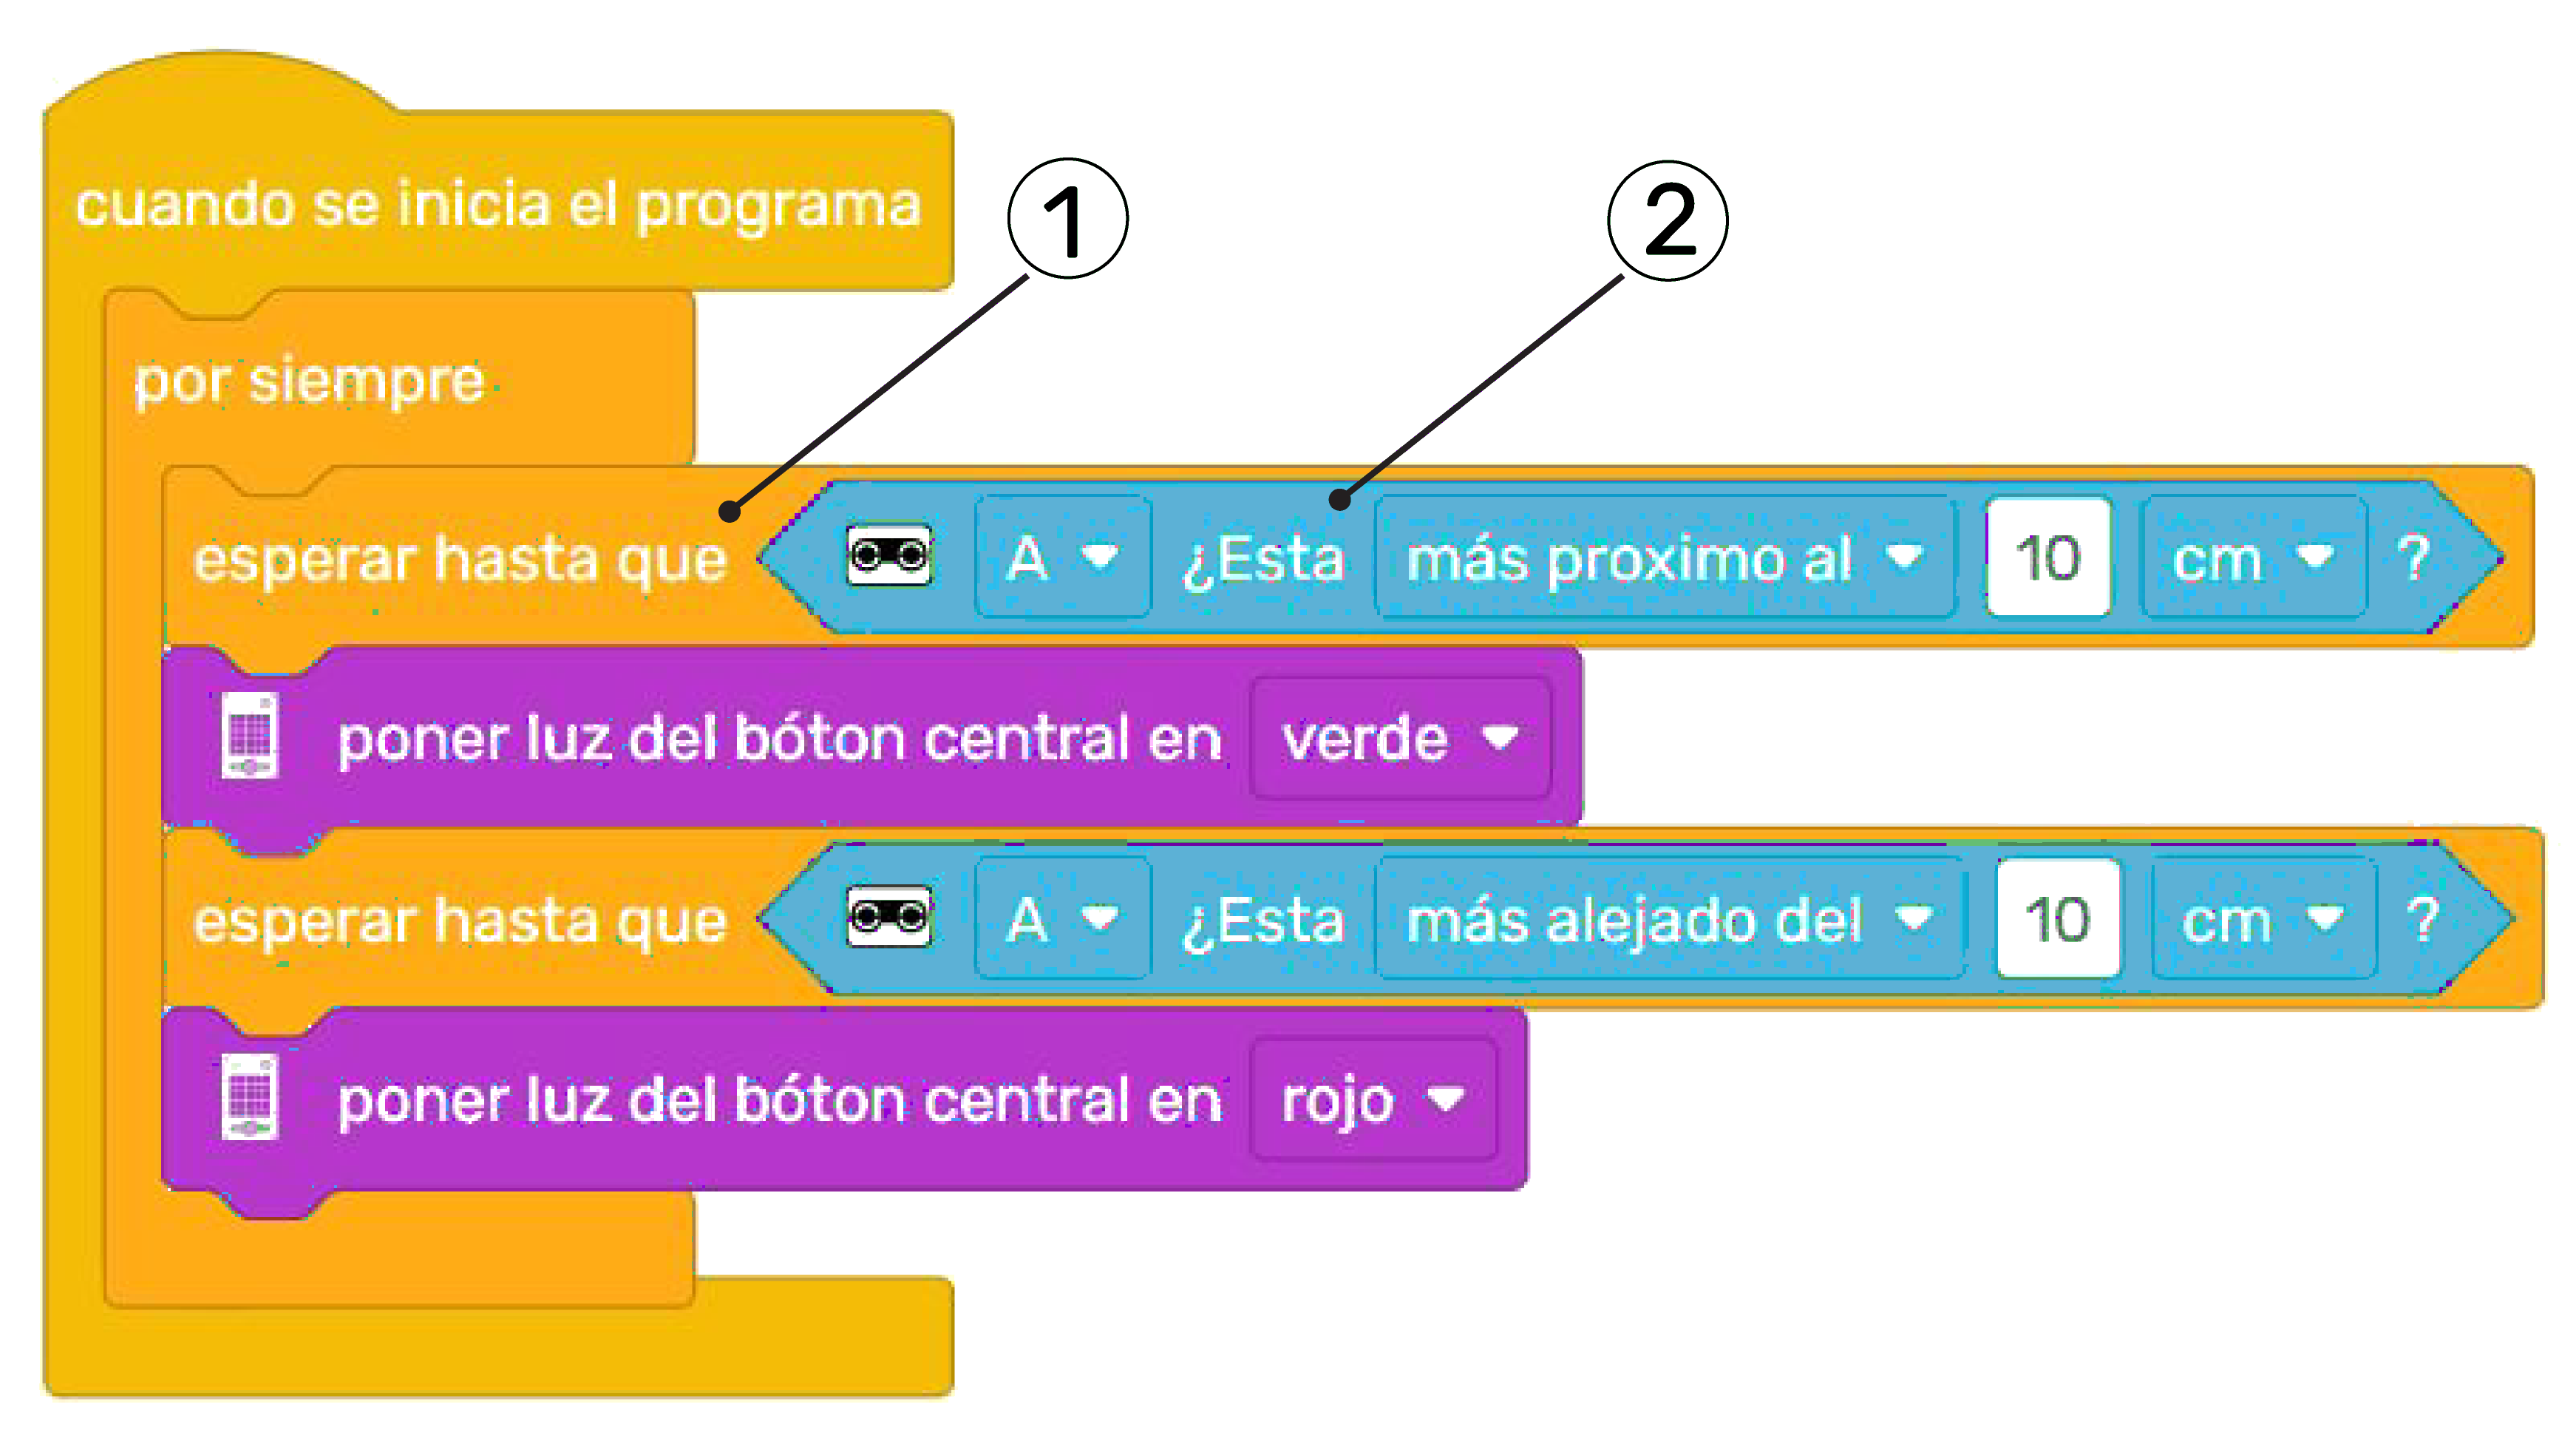 cuando se inicia el programa
1
2
por siempre
esperar hasta que A ¿Esta más proximo al 10 cm ?
poner luz del bóton central en verde
esperar hasta que A ¿Esta más alejado del 10 cm ?
poner luz del bóton central en rojo